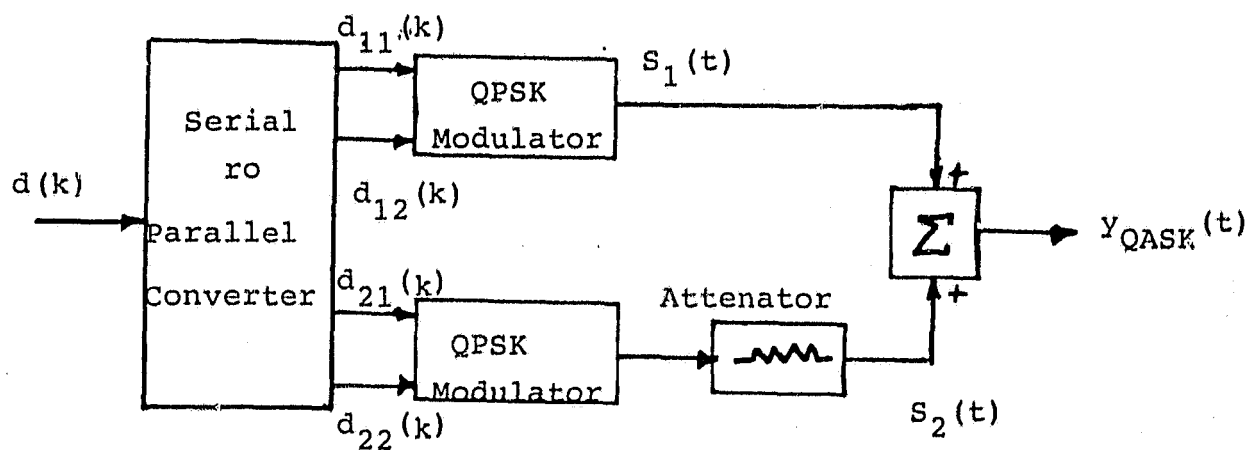 d(k)
Serial
ro
Parallel
Converter
d11(k)
d12(k)
d21(k)
d22(k)
QPSK
Modulator
QPSK
Modulator
S1(t)
Attenator
S2(t)
+
Σ
+
yQASK(t)